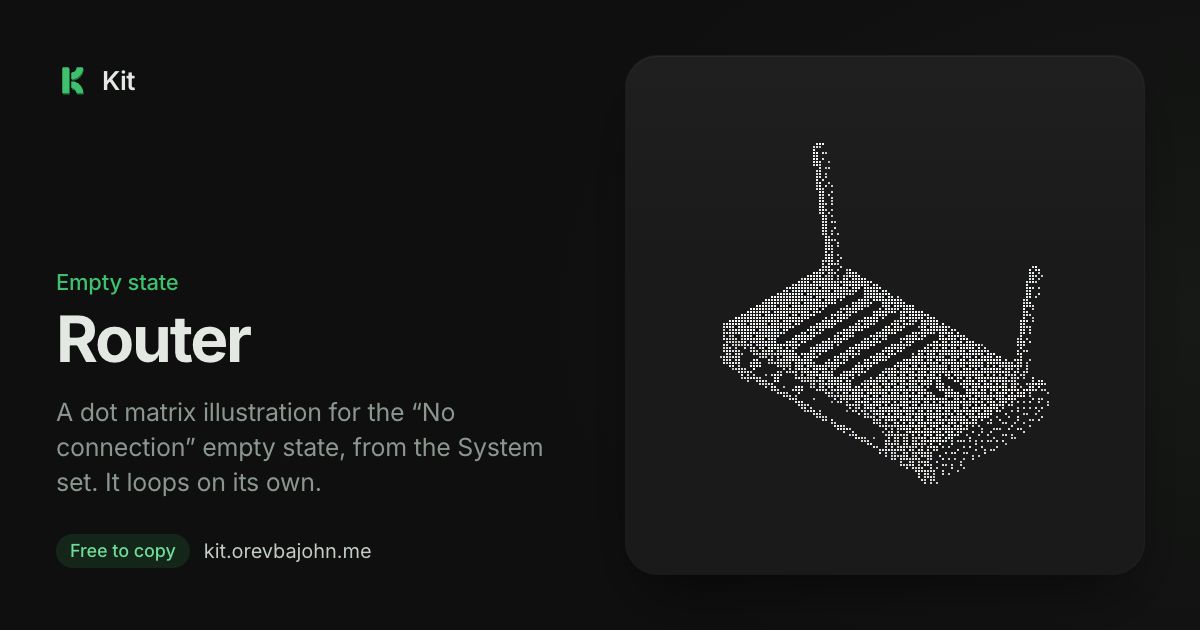 Kit
Empty state
Router
A dot matrix illustration for the “No
connection” empty state, from the System
set. It loops on its own.
Free to copy
kit.orevbajohn.me